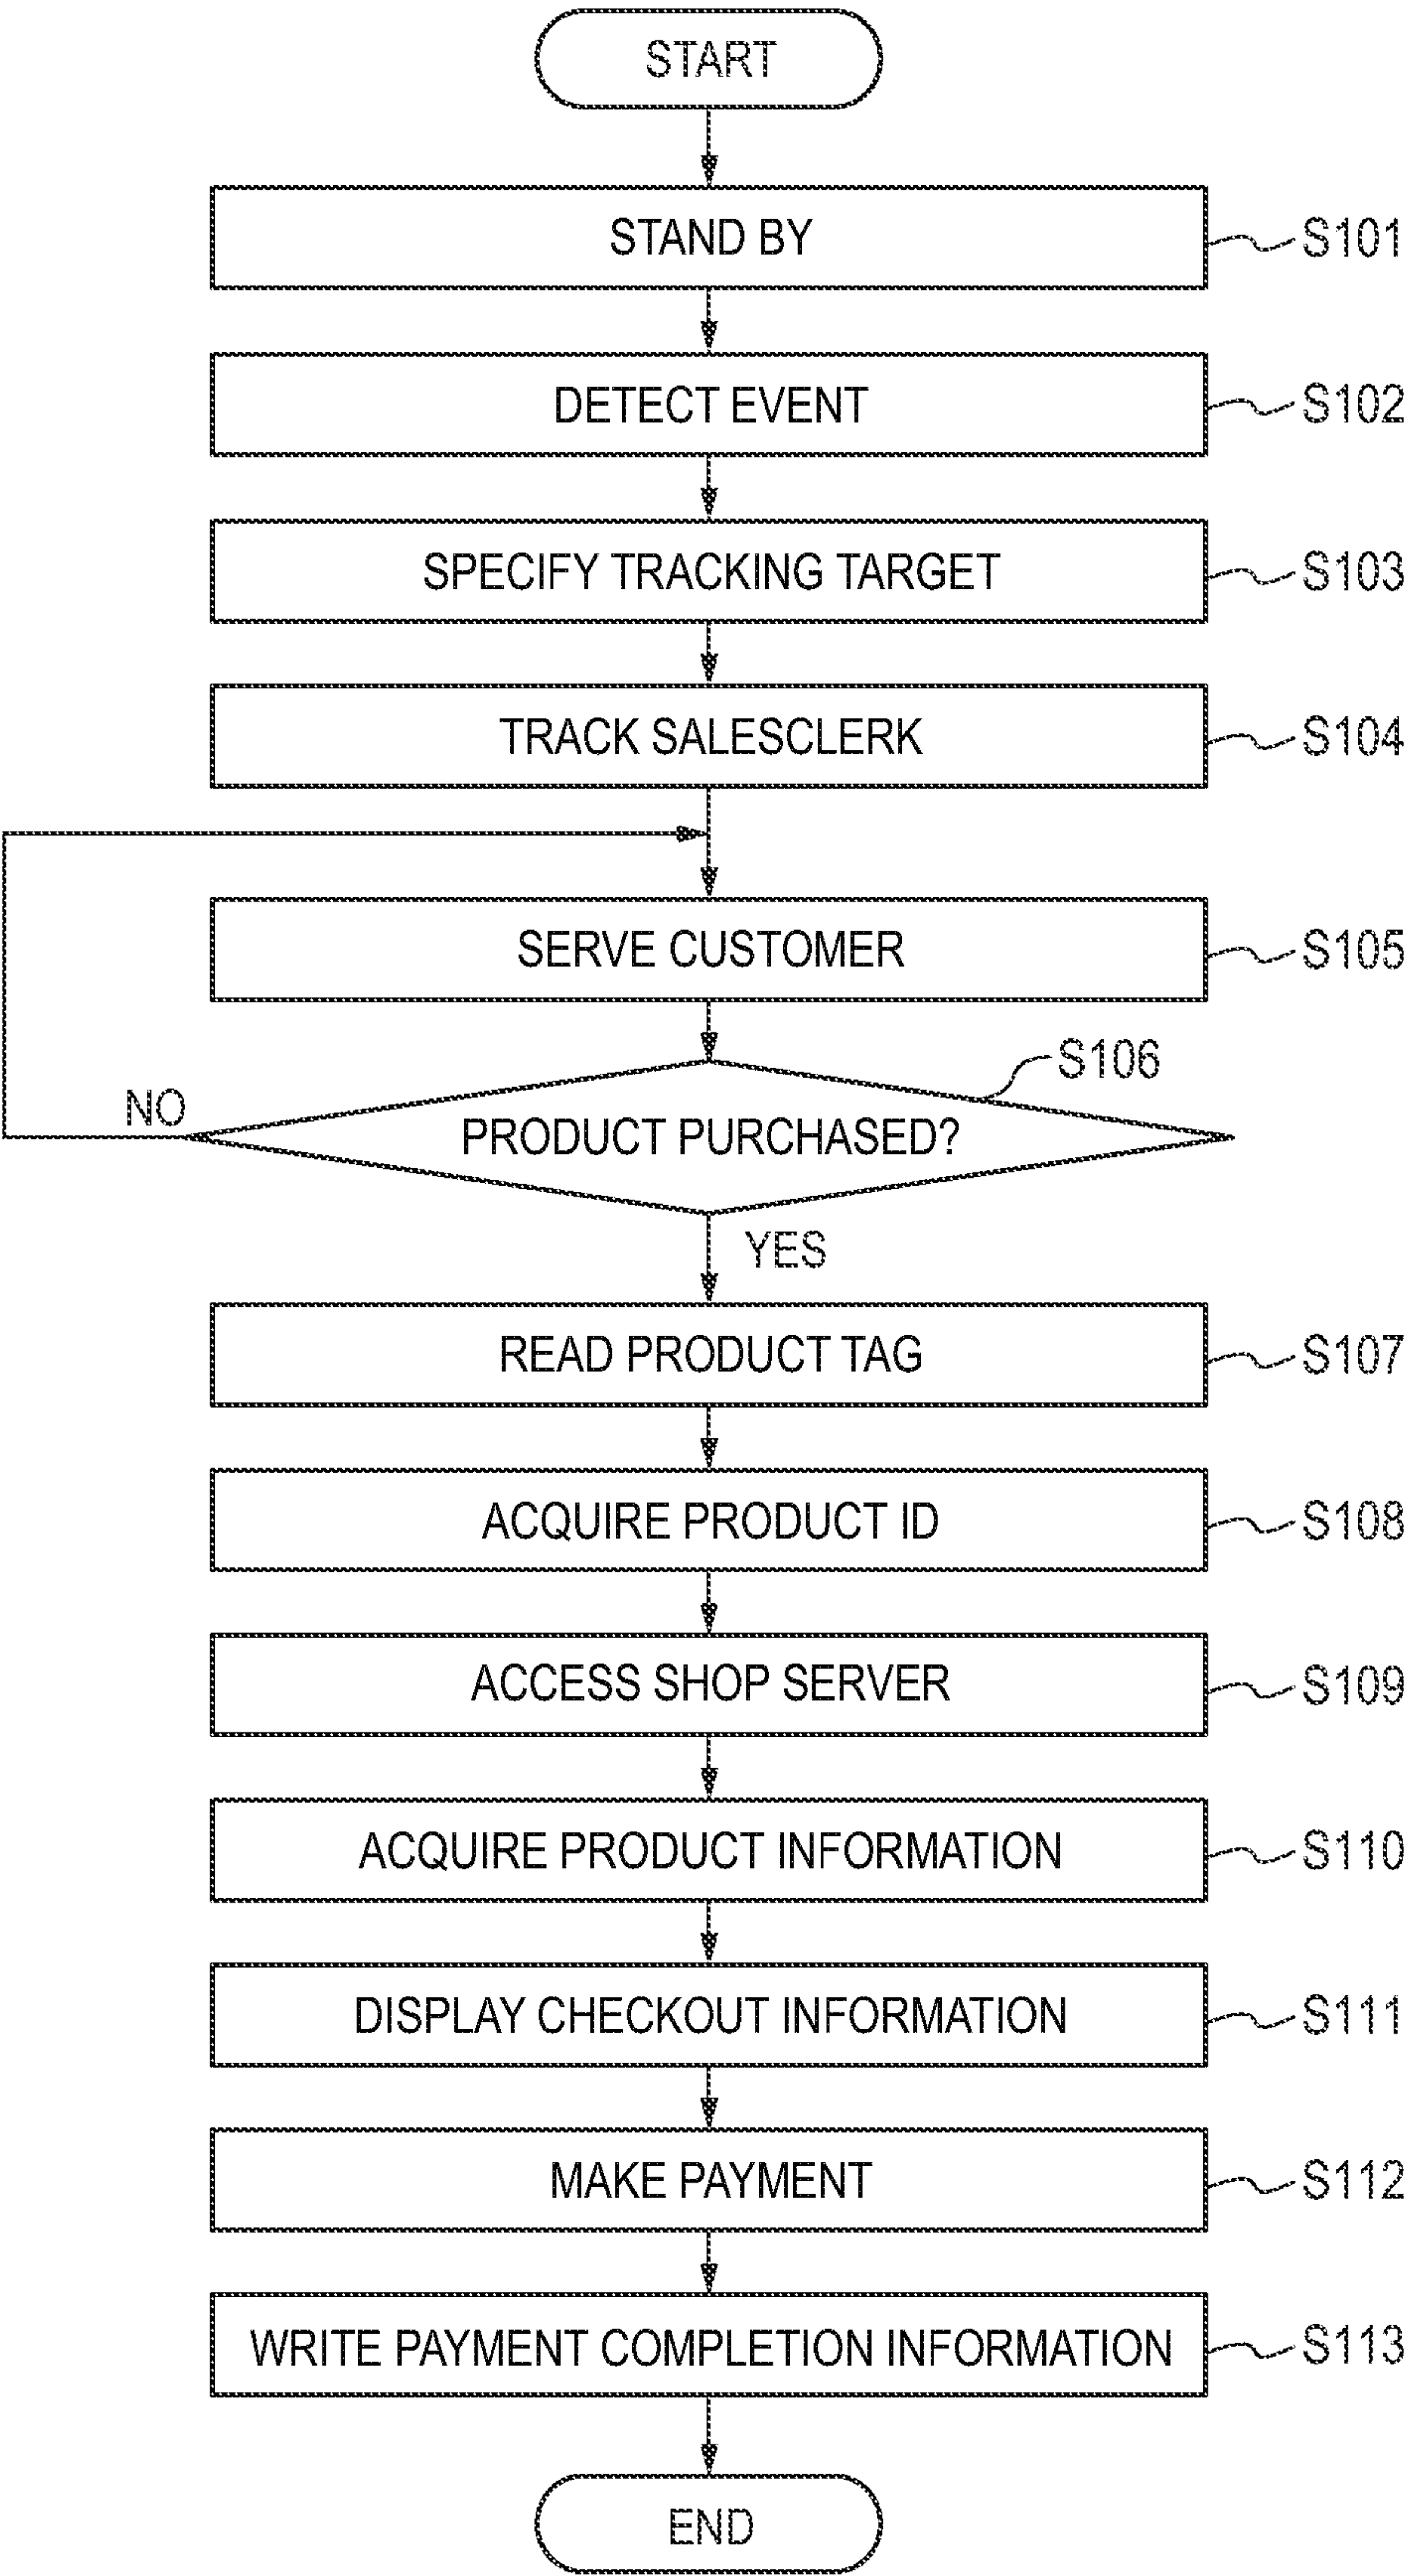 START
STAND BY
S101
DETECT EVENT
S102
SPECIFY TRACKING TARGET
S103
TRACK SALESCLERK
S104
SERVE CUSTOMER
S105
S106
NO
PRODUCT PURCHASED?
YES
READ PRODUCT TAG
S107
ACQUIRE PRODUCT ID
S108
ACCESS SHOP SERVER
S109
ACQUIRE PRODUCT INFORMATION
S110
DISPLAY CHECKOUT INFORMATION
S111
MAKE PAYMENT
S112
WRITE PAYMENT COMPLETION INFORMATION
S113
END